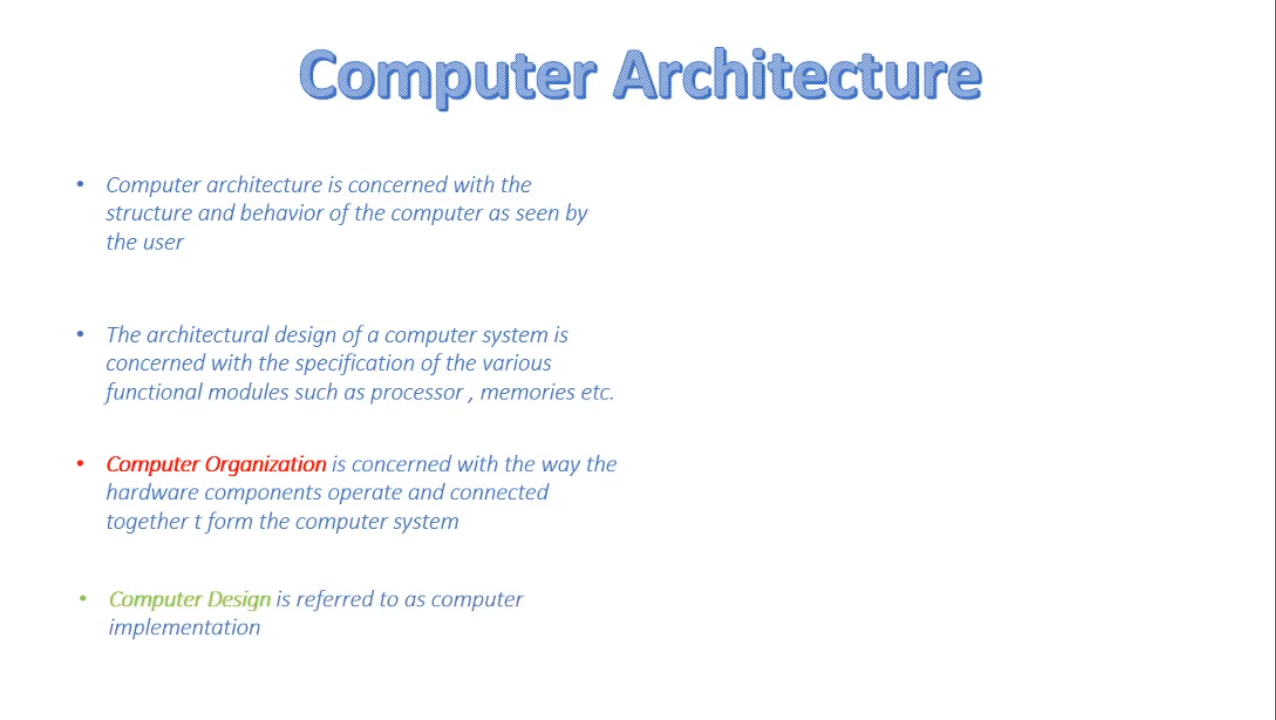 Computer Architecture
• Computer architecture is concerned with the
structure and behavior of the computer as seen by
the user
• The architectural design of a computer system is
concerned with the specification of the various
functional modules such as processor , memories etc.
• Computer Organization is concerned with the way the
hardware components operate and connected
together t form the computer system
• Computer Design is referred to as computer
implementation